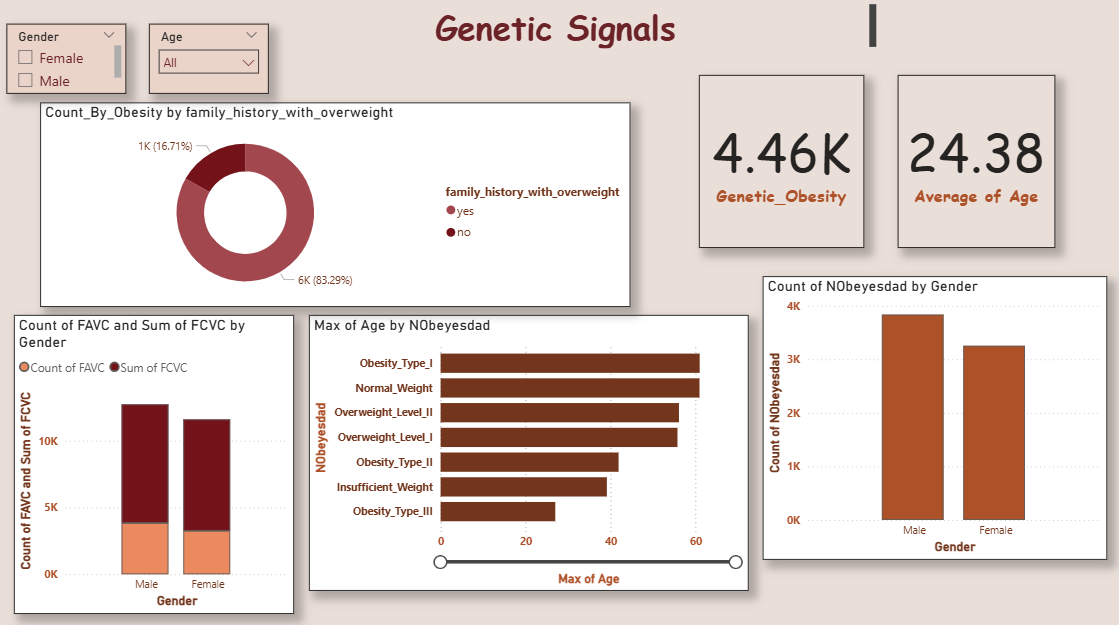 Genetic Signals
Gender
Female
Male
Age
All
Count_By_Obesity by family_history_with_overweight
1K (16.71%)
6K (83.29%)
family_history_with_overweight
yes
no
4.46K
Genetic_Obesity
24.38
Average of Age
Count of FAVC and Sum of FCVC by
Gender
Count of FAVC Sum of FCVC
Count of FAVC and Sum of FCVC
10K
5K
0K
Male Female
Gender
Max of Age by NObeyesdad
NObeyesdad
Obesity_Type_I
Normal_Weight
Overweight_Level_II
Overweight_Level_I
Obesity_Type_II
Insufficient_Weight
Obesity_Type_III
0 20 40 60
Max of Age
Count of NObeyesdad by Gender
Count of NObeyesdad
4K
3K
2K
1K
0K
Male Female
Gender